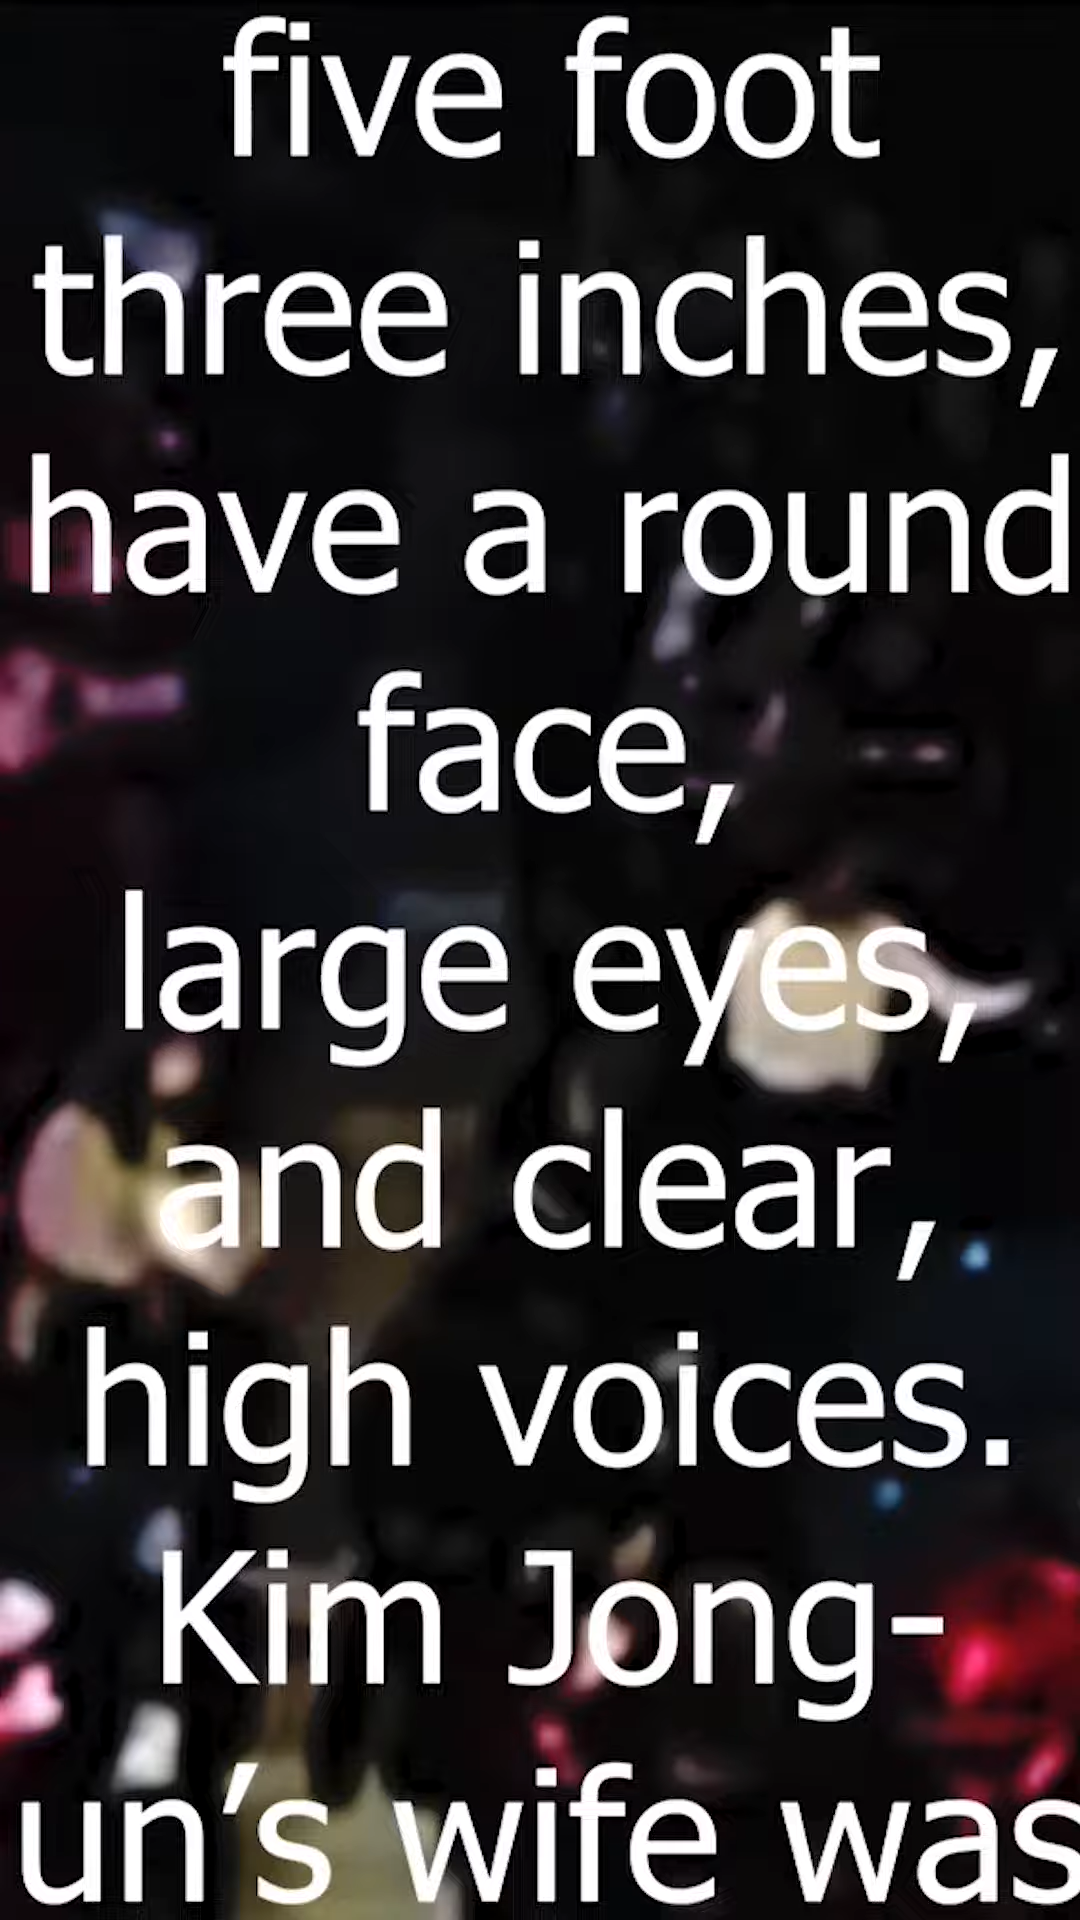 five foot
three inches,
have a round
face,
large eyes,
and clear,
high voices.
Kim Jong-
un’s wife was